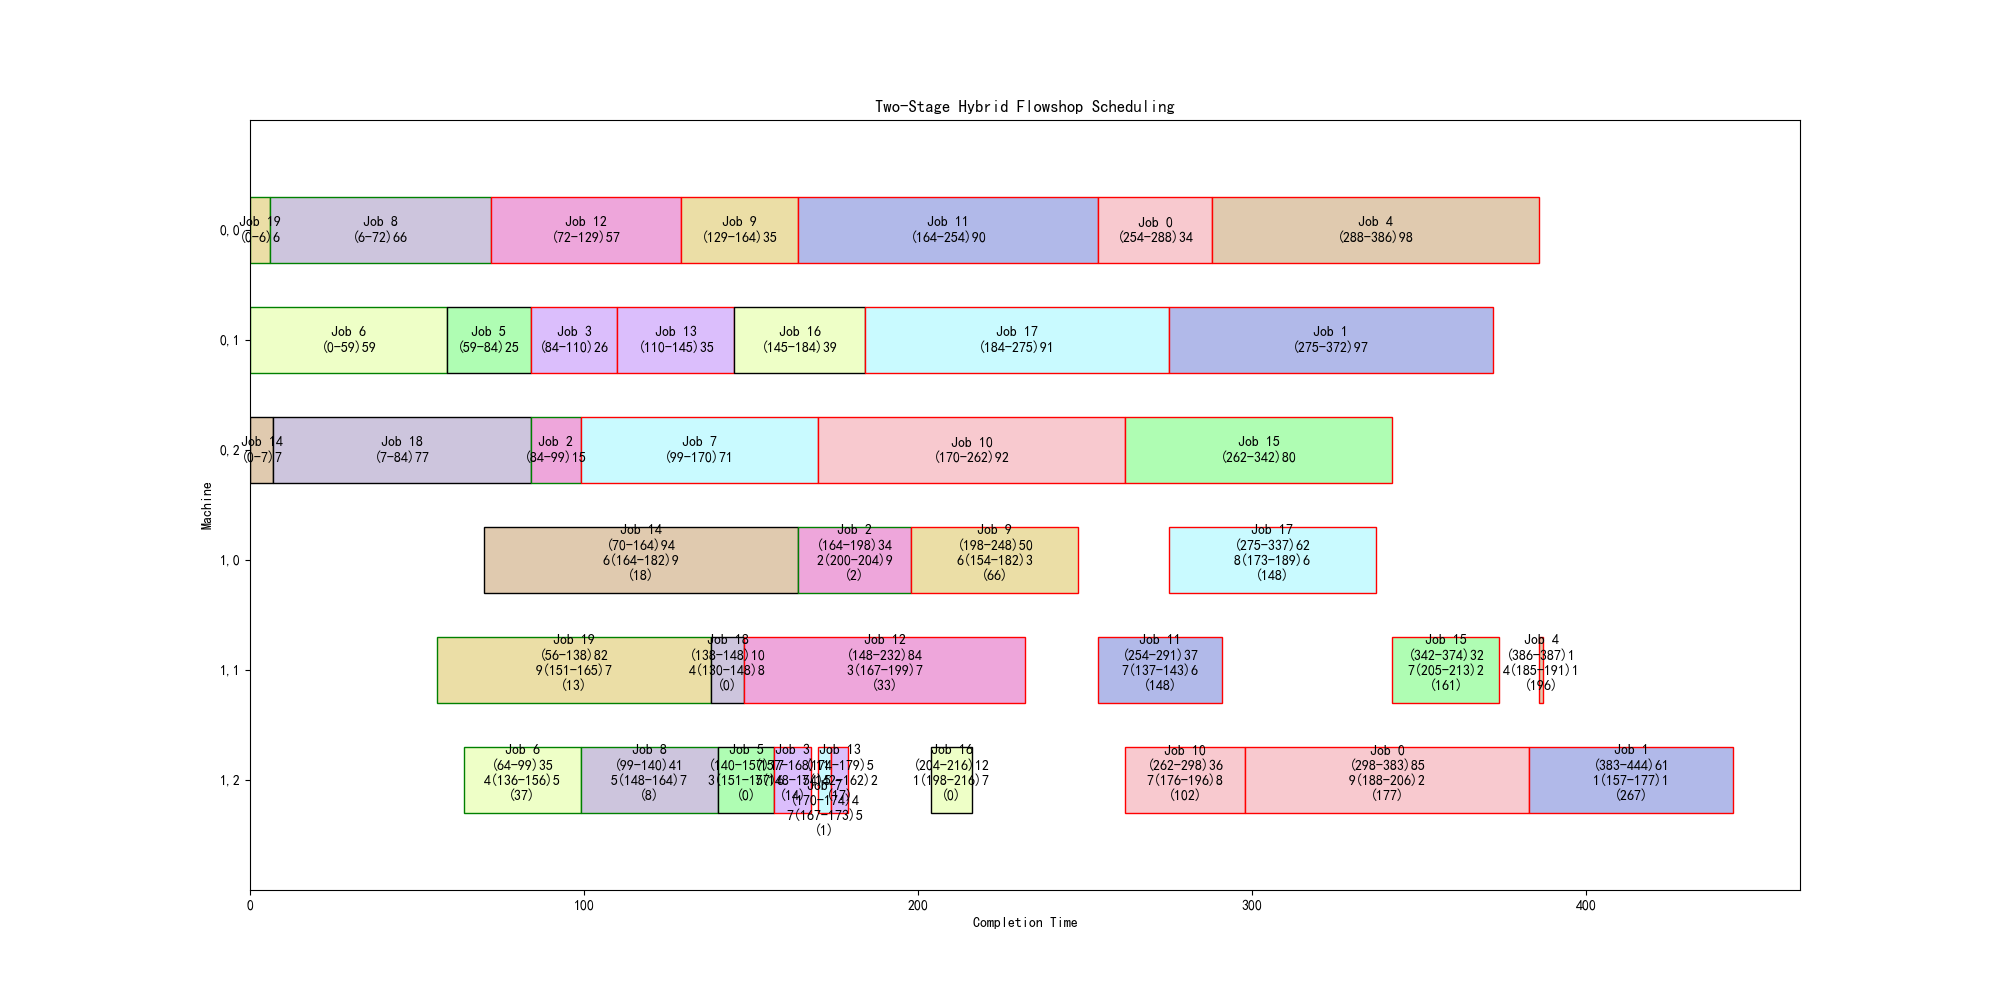 Two-Stage Hybrid Flowshop Scheduling
0,0
Job 19
(0-6)6
Job 8
(6-72)66
Job 12
(72-129)57
Job 9
(129-164)35
Job 11
(164-254)90
Job 0
(254-288)34
Job 4
(288-386)98
0,1
Job 6
(0-59)59
Job 5
(59-84)25
Job 3
(84-110)26
Job 13
(110-145)35
Job 16
(145-184)39
Job 17
(184-275)91
Job 1
(275-372)97
0,2
Job 14
(0-7)7
Job 18
(7-84)77
Job 2
(84-99)15
Job 7
(99-170)71
Job 10
(170-262)92
Job 15
(262-342)80
Machine
1,0
Job 14
(70-164)94
6(164-182)9
(18)
Job 2
(164-198)34
2(200-204)9
(2)
Job 9
(198-248)50
6(154-182)3
(66)
Job 17
(275-337)62
8(173-189)6
(148)
1,1
Job 19
(56-138)82
9(151-165)7
(13)
Job 18
(138-148)10
4(130-148)8
(0)
Job 12
(148-232)84
3(167-199)7
(33)
Job 11
(254-291)37
7(137-143)6
(148)
Job 15
(342-374)32
7(205-213)2
(161)
Job 4
(386-387)1
4(185-191)1
(196)
1,2
Job 6
(64-99)35
4(136-156)5
(37)
Job 8
(99-140)41
5(148-164)7
(8)
Job 5
(140-157)17
(0)
Job 3
(14)
Job 7
(170-174)4
7(167-173)5
(1)
Job 13
(174-179)5
(17)
Job 16
(204-216)12
1(198-216)7
(0)
Job 10
(262-298)36
7(176-196)8
(102)
Job 0
(298-383)85
9(188-206)2
(177)
Job 1
(383-444)61
1(157-177)1
(267)
0
100
200
300
400
Completion Time